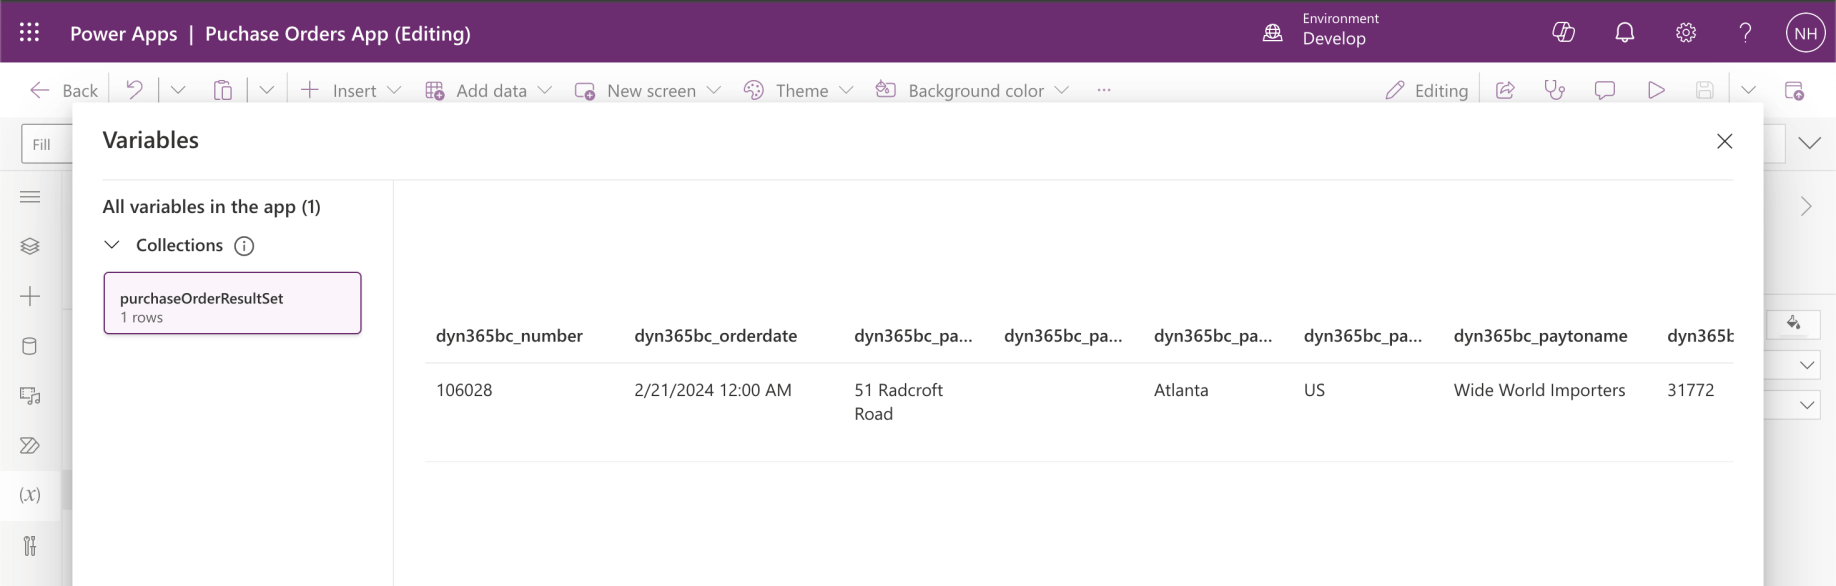 Power Apps | Puchase Orders App (Editing)
Environment
Develop
NH
Back
Insert
Add data
New screen
Theme
Background color
...
Editing
Fill
Variables
All variables in the app (1)
Collections
purchaseOrderResultSet
1 rows
dyn365bc_number dyn365bc_orderdate dyn365bc_pa... dyn365bc_pa... dyn365bc_pa... dyn365bc_pa... dyn365bc_paytoname dyn365b
106028 2/21/2024 12:00 AM 51 Radcroft Atlanta US Wide World Importers 31772
Road
(x)